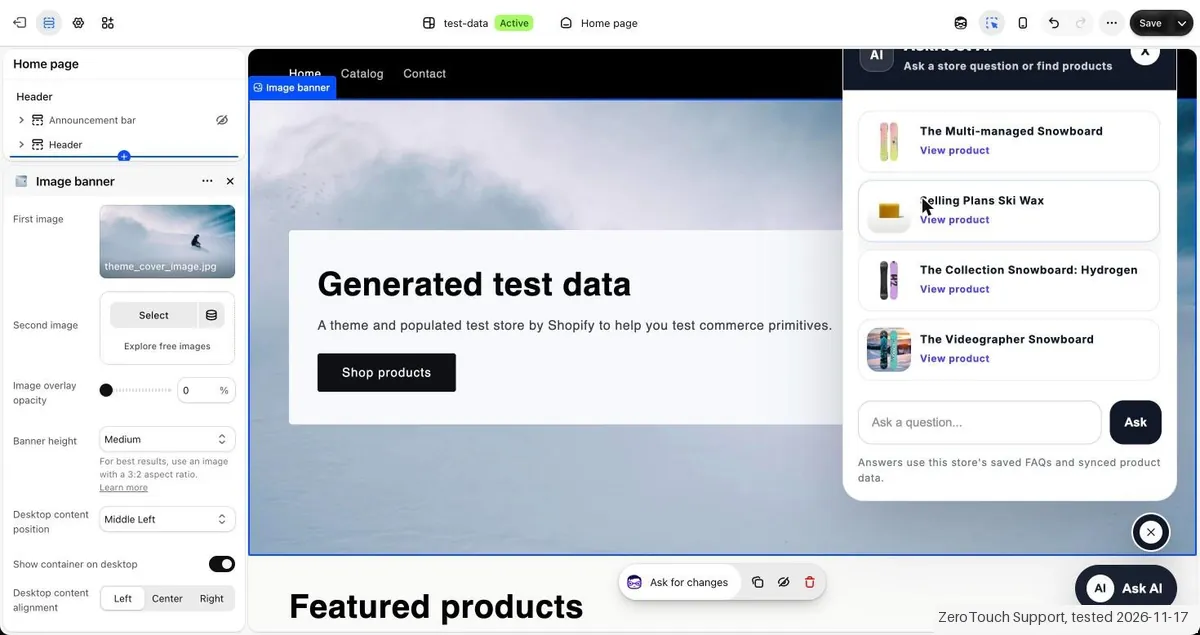 test-data Active Home page
Save
Home page
Header
Announcement bar
Header
Image banner
First image
theme_cover_image.jpg
Second image
Select
Explore free images
Image overlay
opacity
0 %
Banner height
Medium
For best results, use an image
with a 3:2 aspect ratio.
Learn more
Desktop content
position
Middle Left
Show container on desktop
Desktop content
alignment
Left Center Right
Home Catalog Contact
Image banner
Generated test data
A theme and populated test store by Shopify to help you test commerce primitives.
Shop products
Ask for changes
Featured products
AI
Ask a store question or find products
X
The Multi-managed Snowboard
View product
Selling Plans Ski Wax
View product
The Collection Snowboard: Hydrogen
View product
The Videographer Snowboard
View product
Ask a question...
Ask
Answers use this store's saved FAQs and synced product
data.
AI Ask AI
ZeroTouch Support, tested 2026-11-17